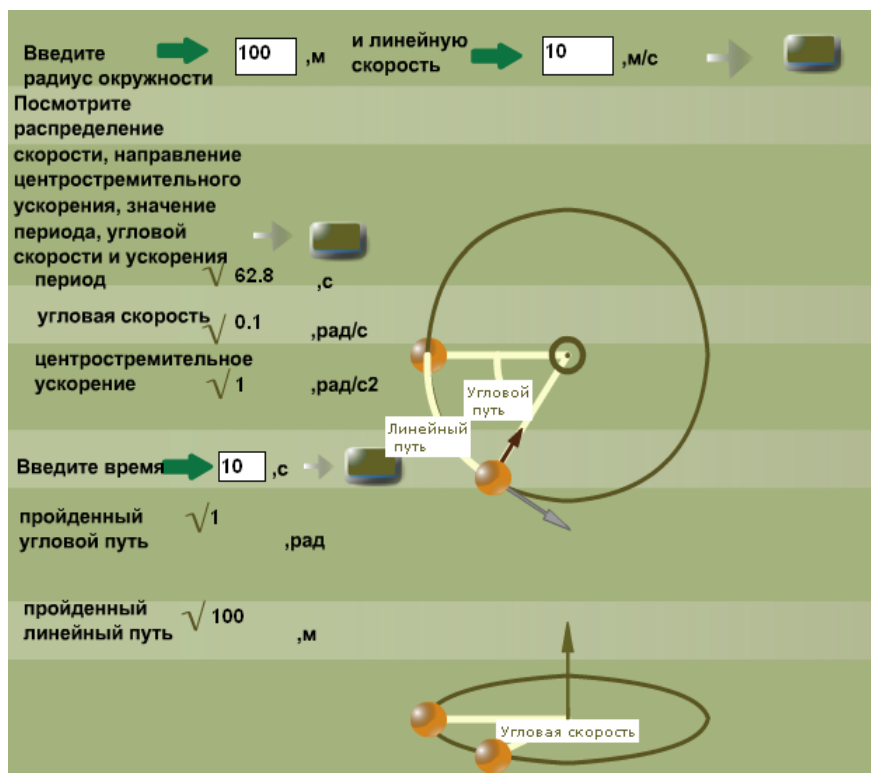 Введите
радиус окружности
100
,м
и линейную
скорость
10
,м/с
Посмотрите
распределение
скорости, направление
центростремительного
ускорения, значение
периода, угловой
скорости и ускорения
период √ 62.8 ,с
угловая скорость √ 0.1 ,рад/с
центростремительное
ускорение √ 1 ,рад/с2
Угловой
путь
Линейный
путь
Введите время 10 ,с
пройденный
угловой путь
√1
,рад
пройденный
линейный путь
√ 100
,м
Угловая скорость